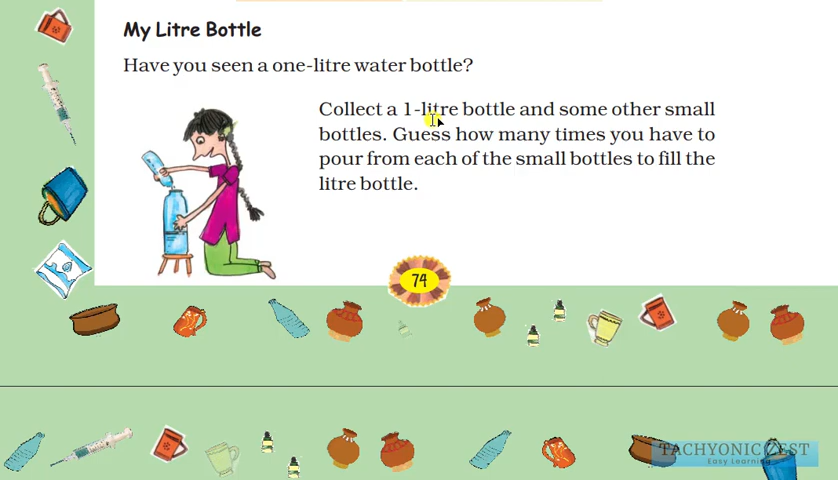 My Litre Bottle
Have you seen a one-litre water bottle?
Collect a 1-litre bottle and some other small
bottles. Guess how many times you have to
pour from each of the small bottles to fill the
litre bottle.
74
TACHYONIC ZEST
Easy Learning